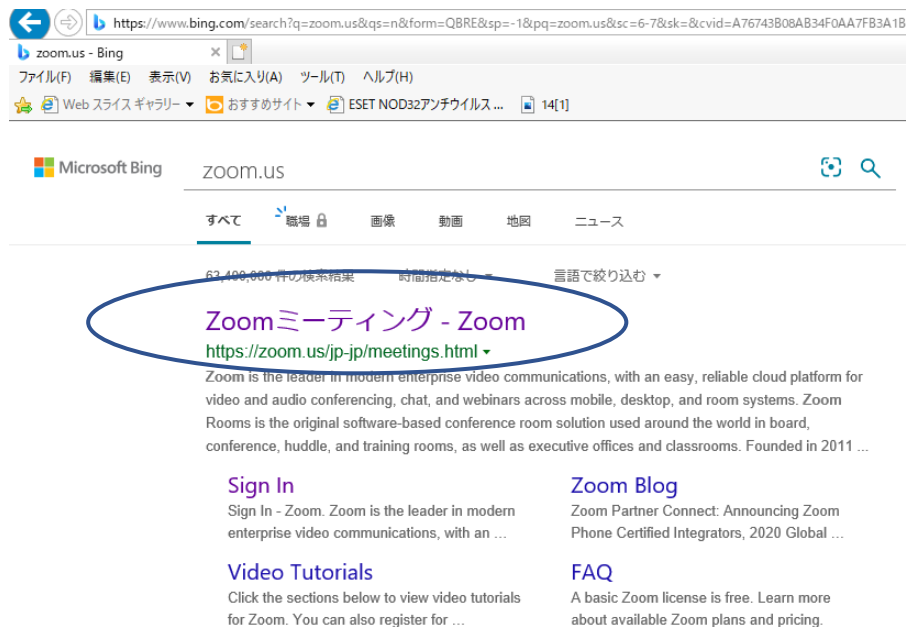 https://www.bing.com/search?q=zoom.us&qs=n&form=QBRE&sp=-1&pq=zoom.us&sc=6-7&sk=&cvid=A76743B08AB34F0AA7FB3A1B
zoom.us - Bing
ファイル(F) 編集(E) 表示(V) お気に入り(A) ツール(T) ヘルプ(H)
Web スライス ギャラリー おすすめサイト ESET NOD32アンチウイルス ... 14[1]
Microsoft Bing zoom.us
すべて 職場 画像 動画 地図 ニュース
63,400,000 件の検索結果 時間指定なし 言語で絞り込む
Zoomミーティング - Zoom
https://zoom.us/jp-jp/meetings.html
Zoom is the leader in modern enterprise video communications, with an easy, reliable cloud platform for
video and audio conferencing, chat, and webinars across mobile, desktop, and room systems. Zoom
Rooms is the original software-based conference room solution used around the world in board,
conference, huddle, and training rooms, as well as executive offices and classrooms. Founded in 2011 ...
Sign In
Sign In - Zoom. Zoom is the leader in modern
enterprise video communications, with an ...
Zoom Blog
Zoom Partner Connect: Announcing Zoom
Phone Certified Integrators, 2020 Global ...
Video Tutorials
Click the sections below to view video tutorials
for Zoom. You can also register for ...
FAQ
A basic Zoom license is free. Learn more
about available Zoom plans and pricing.